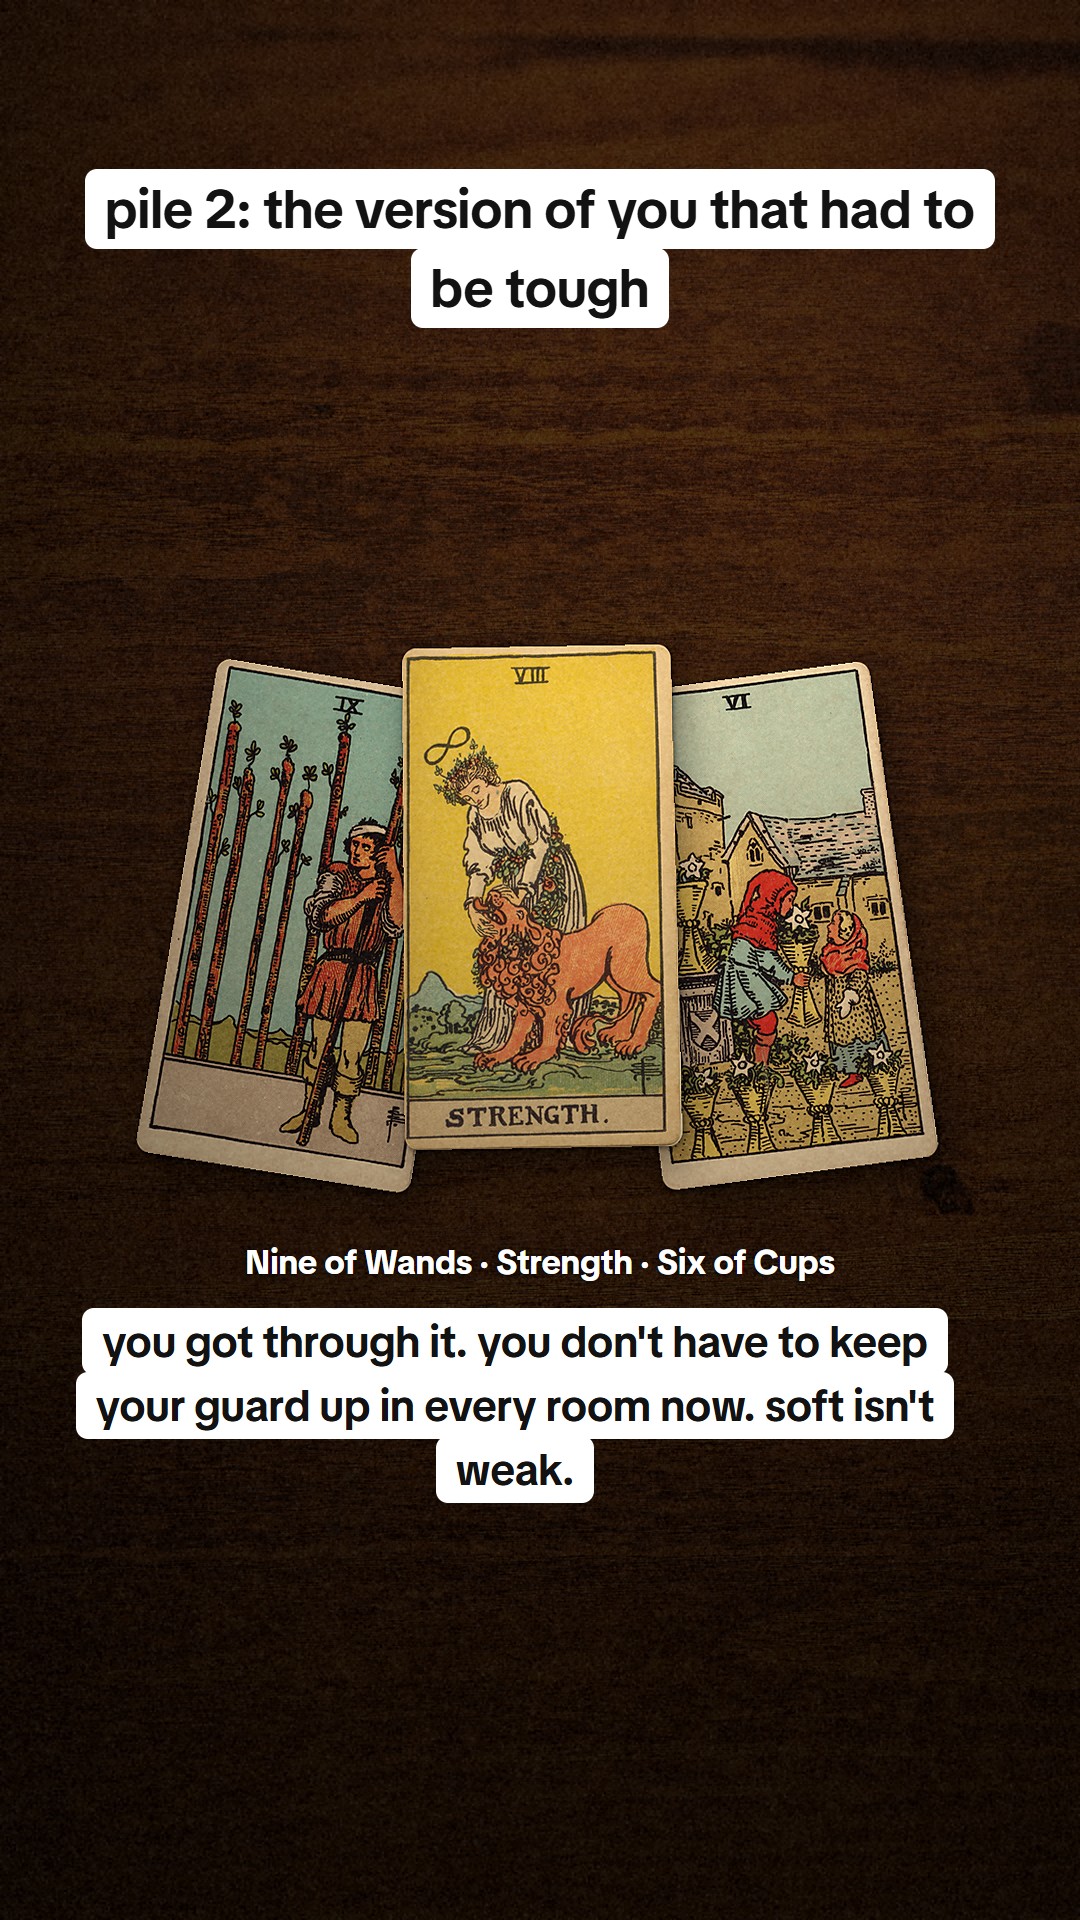 pile 2: the version of you that had to
be tough
IX
VIII
VI
STRENGTH.
Nine of Wands · Strength · Six of Cups
you got through it. you don't have to keep
your guard up in every room now. soft isn't
weak.